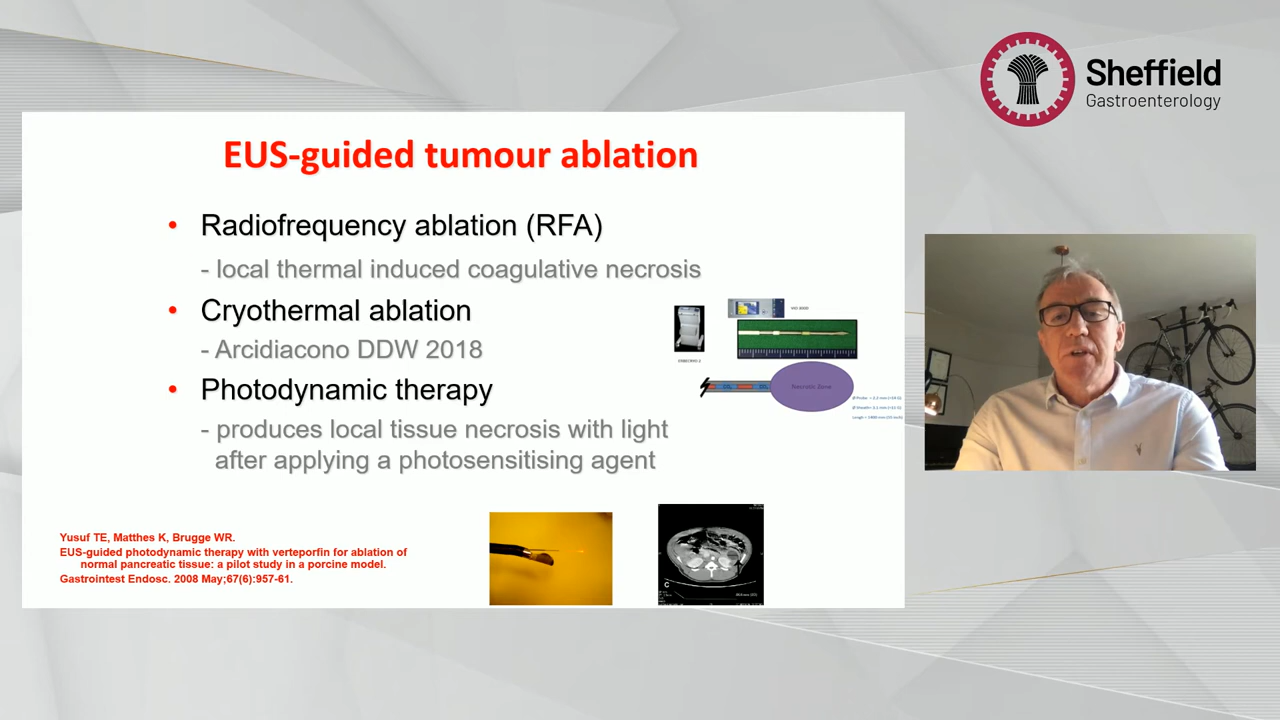 Sheffield
Gastroenterology
EUS-guided tumour ablation
• Radiofrequency ablation (RFA)
- local thermal induced coagulative necrosis
• Cryothermal ablation
- Arcidiacono DDW 2018
• Photodynamic therapy
- produces local tissue necrosis with light
after applying a photosensitising agent
Necrotic Zone
Yusuf TE, Matthes K, Brugge WR.
EUS-guided photodynamic therapy with verteporfin for ablation of
normal pancreatic tissue: a pilot study in a porcine model.
Gastrointest Endosc. 2008 May;67(6):957-61.
C